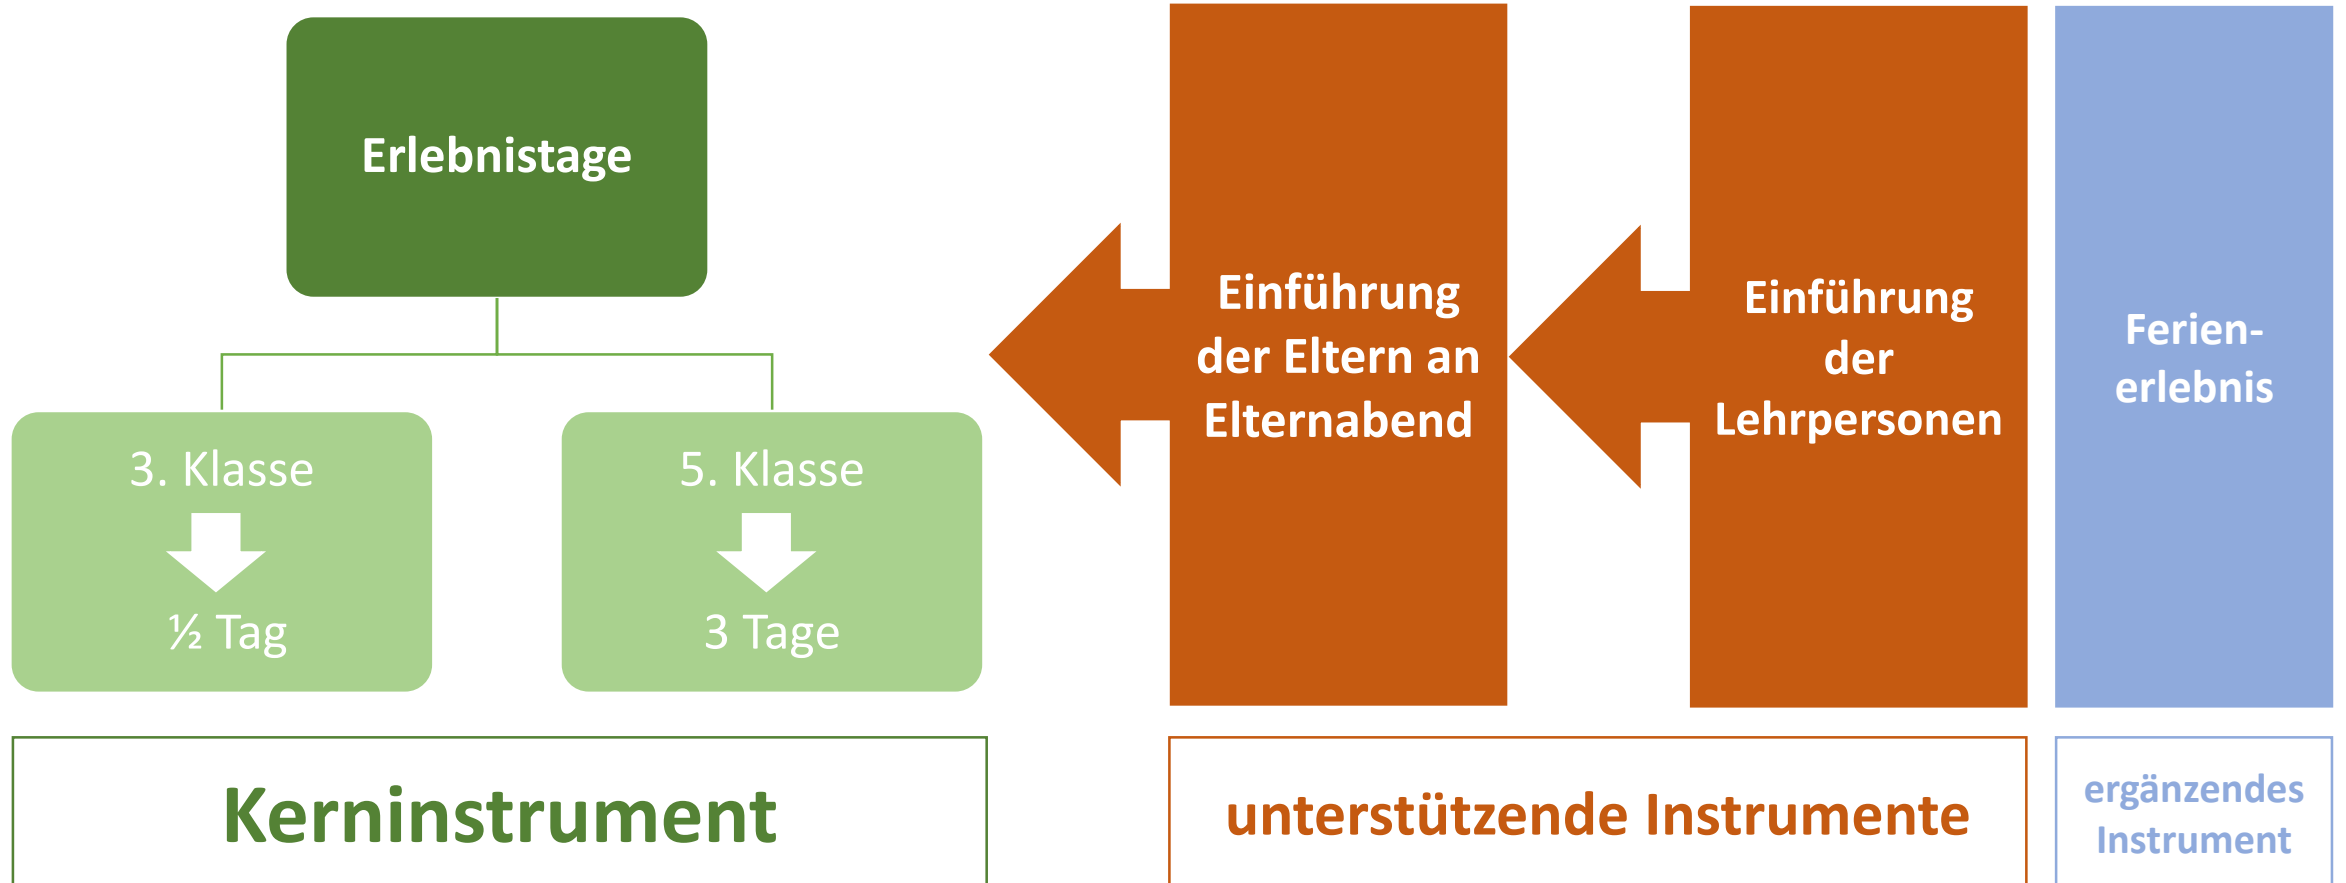 Erlebnistage
3. Klasse
½ Tag
5. Klasse
3 Tage
Kerninstrument
Einführung
der Eltern an
Elternabend
Einführung
der
Lehrpersonen
unterstützende Instrumente
Ferien-
erlebnis
ergänzendes
Instrument